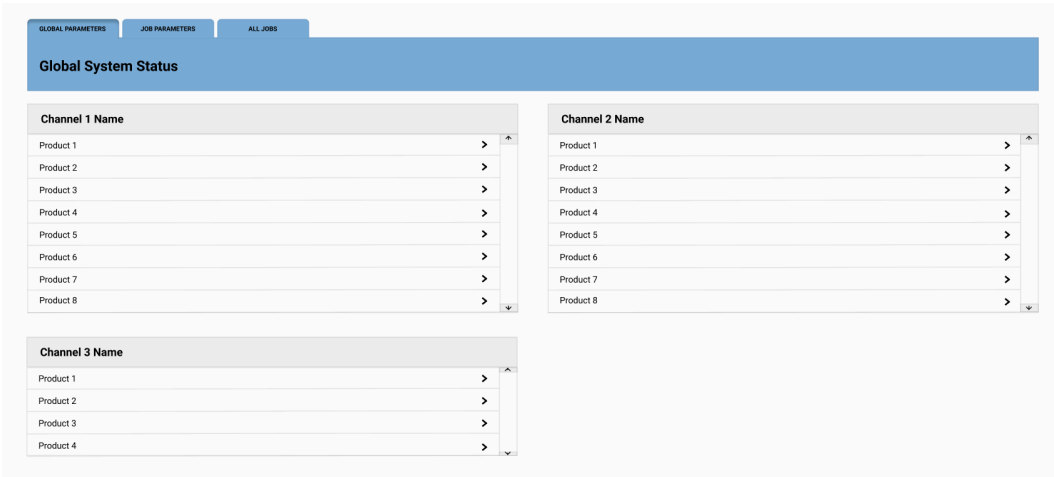 GLOBAL PARAMETERS
JOB PARAMETERS
ALL JOBS
Global System Status
Channel 1 Name
Product 1
Product 2
Product 3
Product 4
Product 5
Product 6
Product 7
Product 8
Channel 2 Name
Product 1
Product 2
Product 3
Product 4
Product 5
Product 6
Product 7
Product 8
Channel 3 Name
Product 1
Product 2
Product 3
Product 4